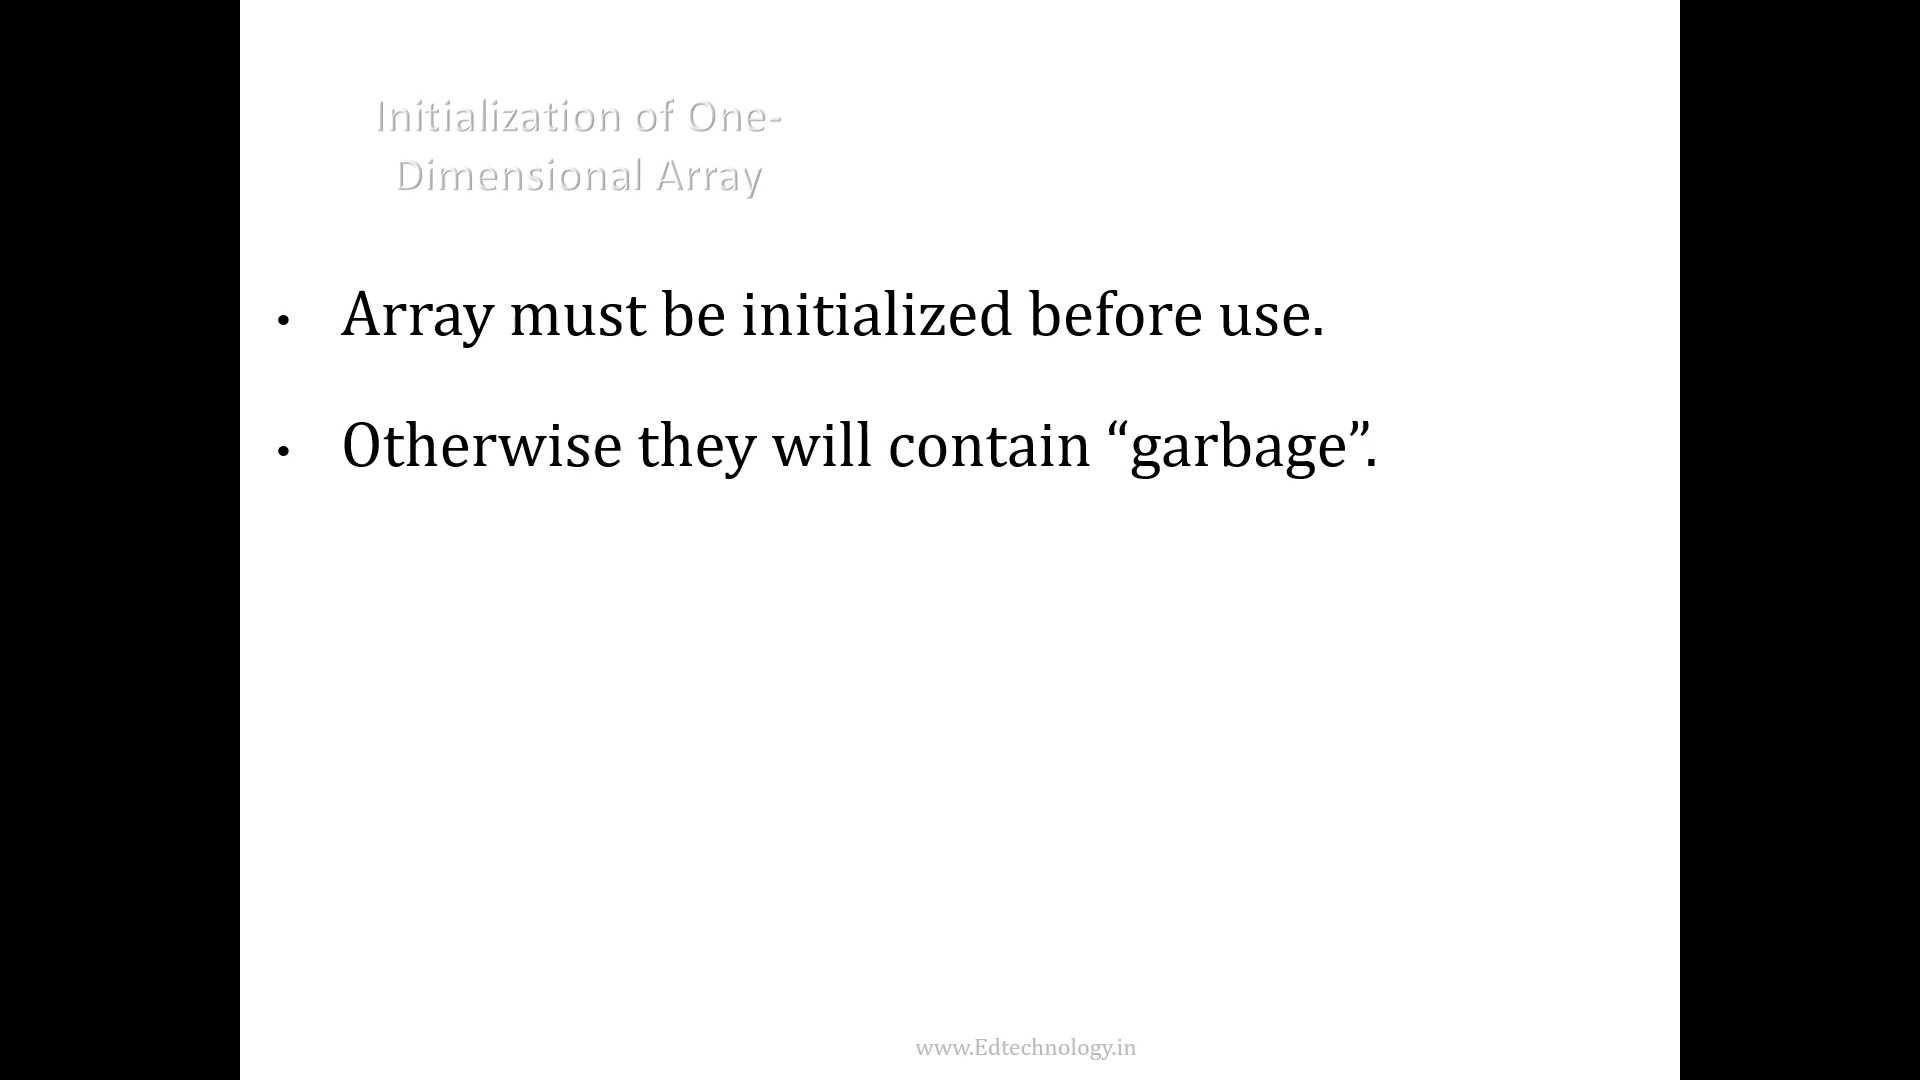 Initialization of One-
Dimensional Array
• Array must be initialized before use.
• Otherwise they will contain “garbage”.
www.Edtechnology.in